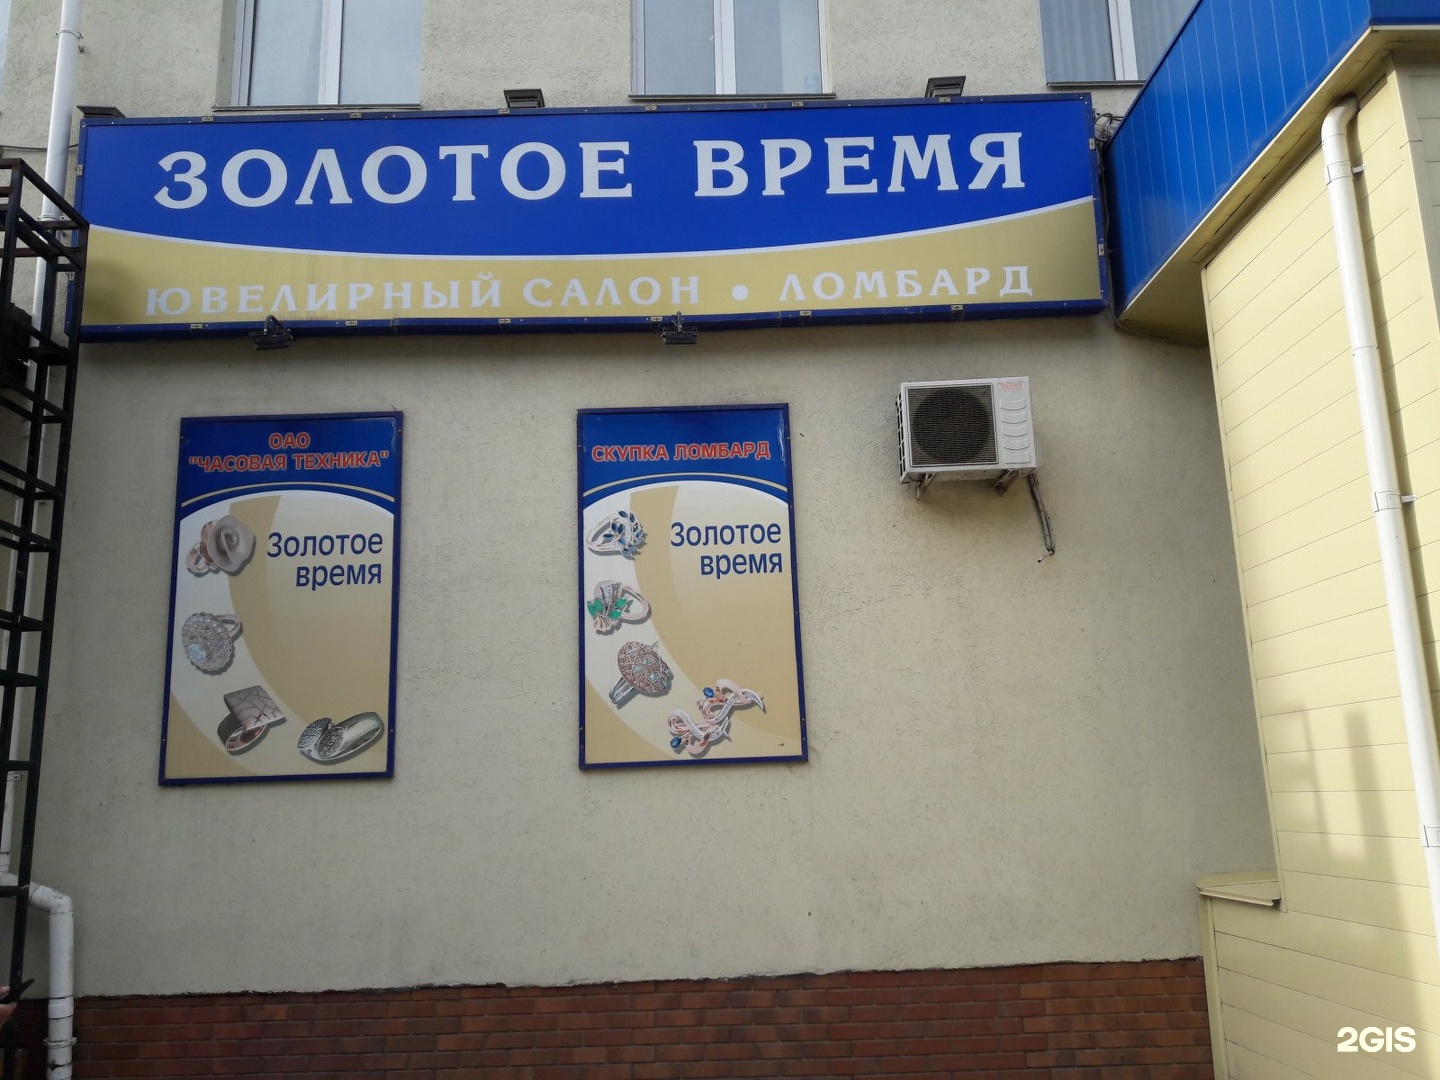 ЗОЛОТОЕ ВРЕМЯ
ЮВЕЛИРНЫЙ САЛОН • ЛОМБАРД
ОАО
"ЧАСОВАЯ ТЕХНИКА"
Золотое
время
СКУПКА ЛОМБАРД
Золотое
время
2GIS